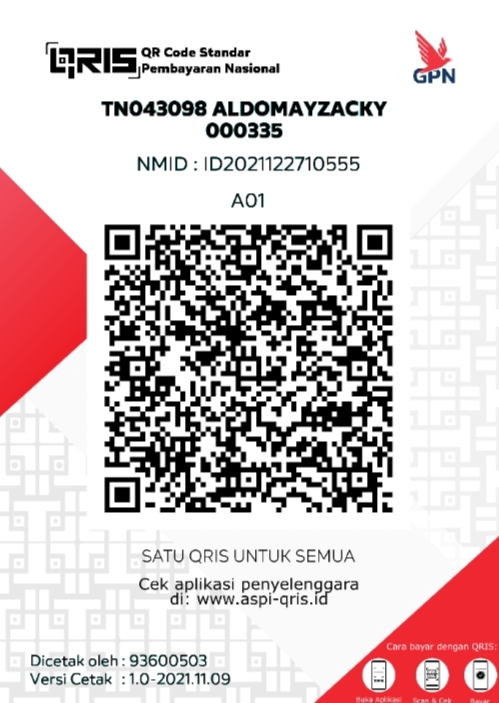 QRIS QR Code Standar
Pembayaran Nasional
GPN
TN043098 ALDOMAYZACKY
000335
NMID : ID2021122710555
A01
SATU QRIS UNTUK SEMUA
Cek aplikasi penyelenggara
di: www.aspi-qris.id
Dicetak oleh : 93600503
Versi Cetak : 1.0-2021.11.09
Cara bayar dengan QRIS:
Buka Aplikasi
Scan & Cek
Bayar